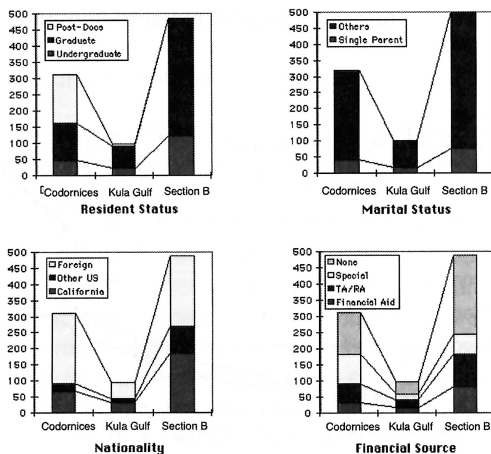 500
450
400
350
300
250
200
150
100
50
0
Post-Docs
Graduate
Undergraduate
[Codornices Kula Gulf Section B
Resident Status
500
450
400
350
300
250
200
150
100
50
0
Others
Single Parent
Codornices Kula Gulf Section B
Marital Status
500
450
400
350
300
250
200
150
100
50
0
Foreign
Other US
California
Codornices Kula Gulf Section B
Nationality
500
450
400
350
300
250
200
150
100
50
0
None
Special
TA/RA
Financial Aid
Codornices Kula Gulf Section B
Financial Source